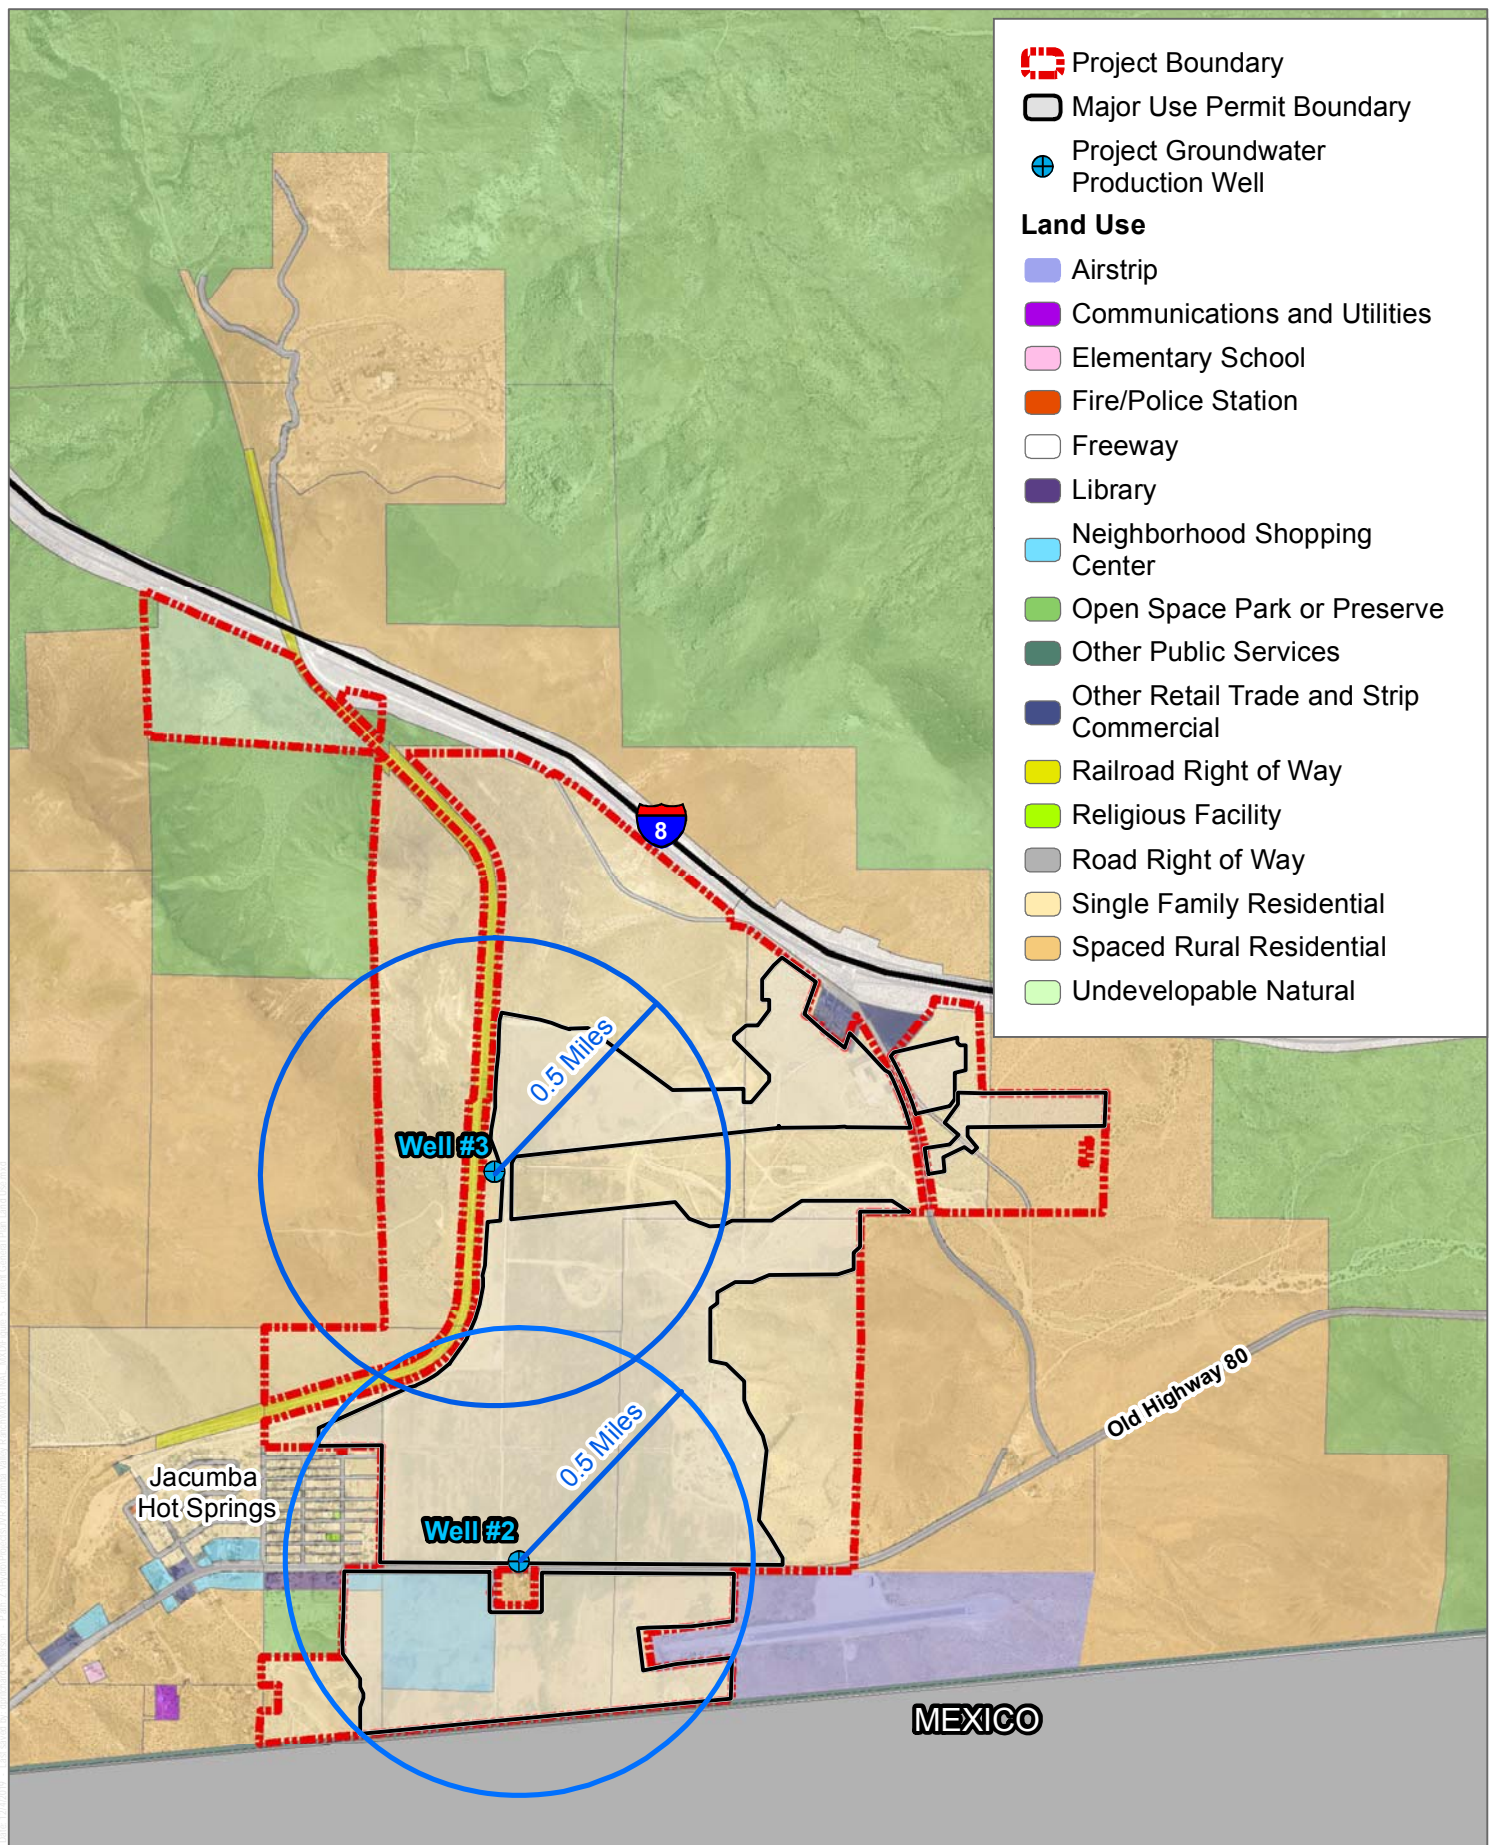 Project Boundary
Major Use Permit Boundary
Project Groundwater
Production Well
Land Use
Airstrip
Communications and Utilities
Elementary School
Fire/Police Station
Freeway
Library
Neighborhood Shopping
Center
Open Space Park or Preserve
Other Public Services
Other Retail Trade and Strip
Commercial
Railroad Right of Way
Religious Facility
Road Right of Way
Single Family Residential
Spaced Rural Residential
Undevelopable Natural
8
0.5 Miles
Well #3
Old Highway 80
0.5 Miles
Jacumba
Hot Springs
Well #2
MEXICO